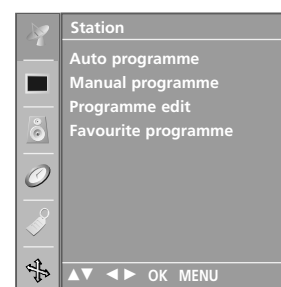 Station
Auto programme
Manual programme
Programme edit
Favourite programme
▲▼ ◄► OK MENU